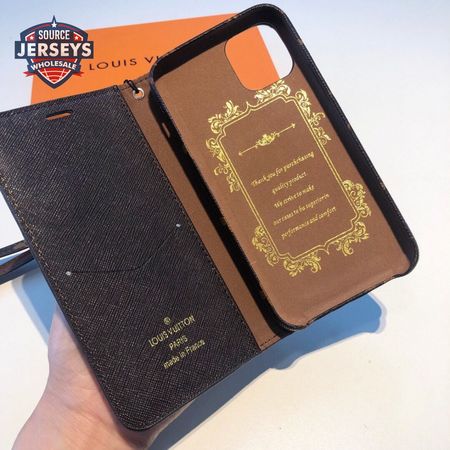 SOURCE
JERSEYS
WHOLESALE
LOUIS VU
Thank you for purchasing
quality product.
We strive to make
our cases to be superior in
performance and comfort
®
LOUIS VUITTON
PARIS
made in France